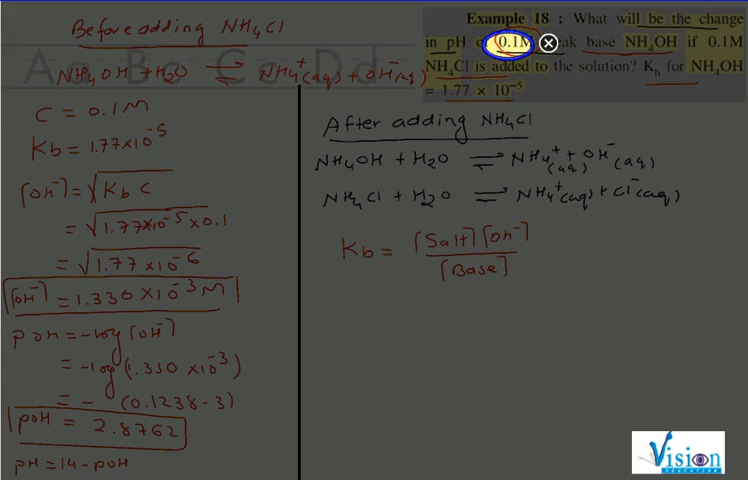 Before adding NH4Cl
Aa Bb Cc Dd
NH4OH + H2O ⇌ NH4+(aq) + OH-(aq)
C = 0.1M
Kb = 1.77×10-5
[OH-] = √Kb C
= √1.77×10-5 × 0.1
= √1.77×10-6
[OH-] = 1.330 × 10-3 M
pOH = -log [OH-]
= -log (1.330 ×10-3)
= - (0.1238-3)
pOH = 2.8762
pH = 14 - pOH
Example 18 : What will be the change
in pH of 0.1M weak base NH4OH if 0.1M
NH4Cl is added to the solution? Kb for NH4OH
= 1.77 × 10-5
After adding NH4Cl
NH4OH + H2O ⇌ NH4+(aq) + OH-(aq)
NH4Cl + H2O ⇌ NH4+(aq) + Cl-(aq)
Kb = [Salt][OH-]
[Base]
Vision
EDUCATION